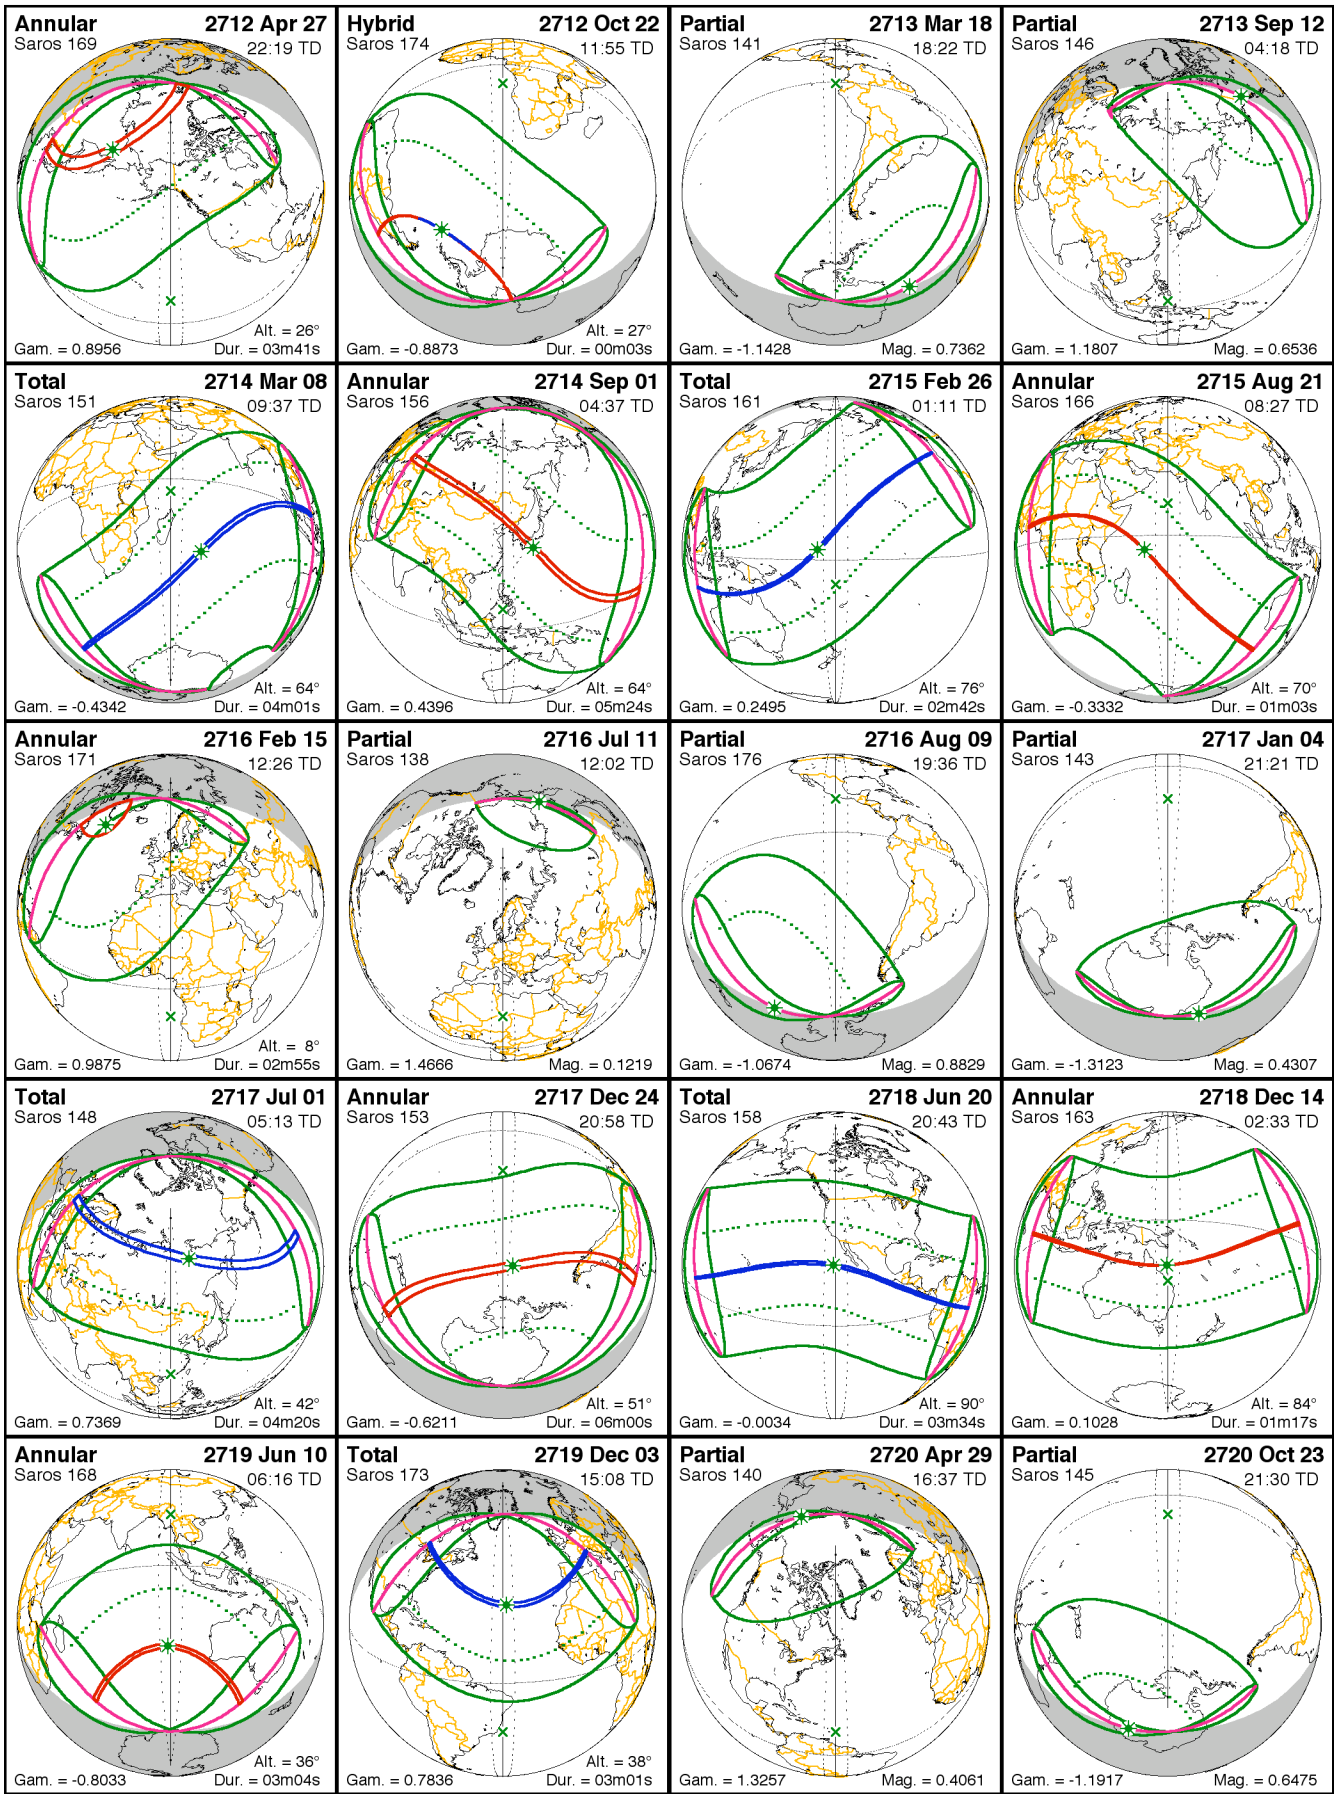 Annular 2712 Apr 27
Saros 169 22:19 TD
Alt. = 26°
Gam. = 0.8956 Dur. = 03m41s
Hybrid 2712 Oct 22
Saros 174 11:55 TD
Alt. = 27°
Gam. = -0.8873 Dur. = 00m03s
Partial 2713 Mar 18
Saros 141 18:22 TD
Gam. = -1.1428 Mag. = 0.7362
Partial 2713 Sep 12
Saros 146 04:18 TD
Gam. = 1.1807 Mag. = 0.6536
Total 2714 Mar 08
Saros 151 09:37 TD
Alt. = 64°
Gam. = -0.4342 Dur. = 04m01s
Annular 2714 Sep 01
Saros 156 04:37 TD
Alt. = 64°
Gam. = 0.4396 Dur. = 05m24s
Total 2715 Feb 26
Saros 161 01:11 TD
Alt. = 76°
Gam. = 0.2495 Dur. = 02m42s
Annular 2715 Aug 21
Saros 166 08:27 TD
Alt. = 70°
Gam. = -0.3332 Dur. = 01m03s
Annular 2716 Feb 15
Saros 171 12:26 TD
Alt. = 8°
Gam. = 0.9875 Dur. = 02m55s
Partial 2716 Jul 11
Saros 138 12:02 TD
Gam. = 1.4666 Mag. = 0.1219
Partial 2716 Aug 09
Saros 176 19:36 TD
Gam. = -1.0674 Mag. = 0.8829
Partial 2717 Jan 04
Saros 143 21:21 TD
Gam. = -1.3123 Mag. = 0.4307
Total 2717 Jul 01
Saros 148 05:13 TD
Alt. = 42°
Gam. = 0.7369 Dur. = 04m20s
Annular 2717 Dec 24
Saros 153 20:58 TD
Alt. = 51°
Gam. = -0.6211 Dur. = 06m00s
Total 2718 Jun 20
Saros 158 20:43 TD
Alt. = 90°
Gam. = -0.0034 Dur. = 03m34s
Annular 2718 Dec 14
Saros 163 02:33 TD
Alt. = 84°
Gam. = 0.1028 Dur. = 01m17s
Annular 2719 Jun 10
Saros 168 06:16 TD
Alt. = 36°
Gam. = -0.8033 Dur. = 03m04s
Total 2719 Dec 03
Saros 173 15:08 TD
Alt. = 38°
Gam. = 0.7836 Dur. = 03m01s
Partial 2720 Apr 29
Saros 140 16:37 TD
Gam. = 1.3257 Mag. = 0.4061
Partial 2720 Oct 23
Saros 145 21:30 TD
Gam. = -1.1917 Mag. = 0.6475